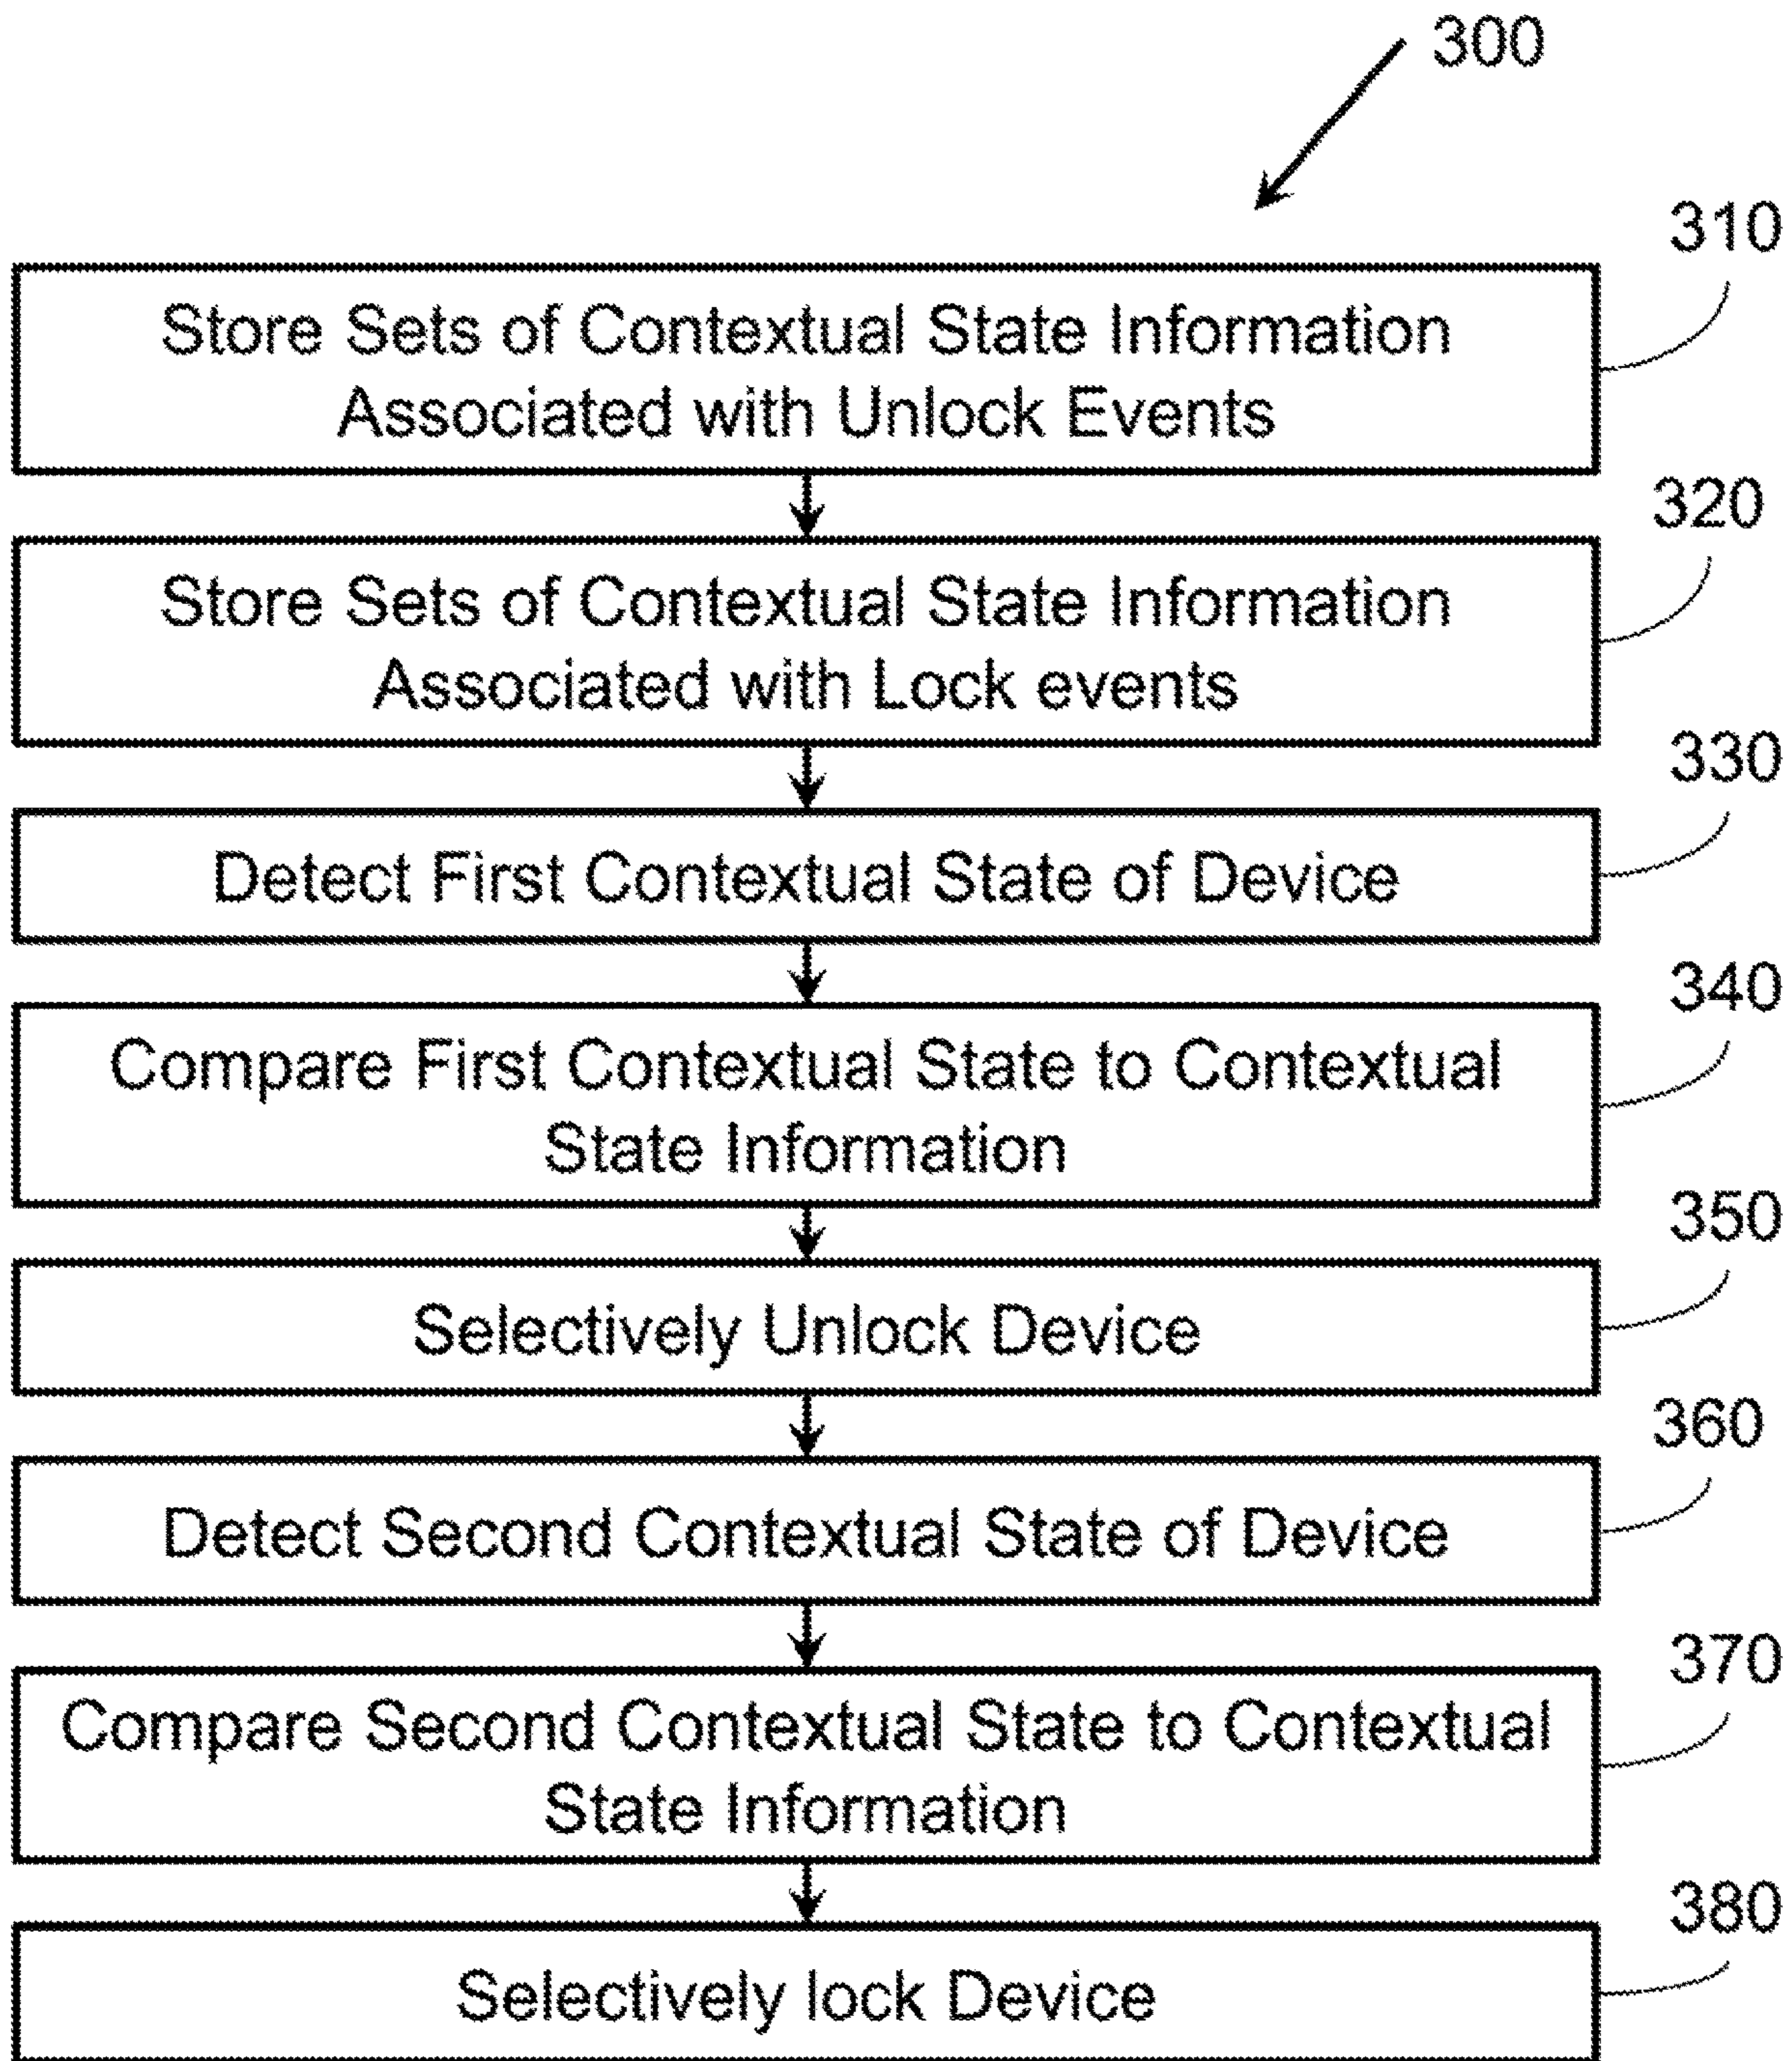 300
310
Store Sets of Contextual State Information
Associated with Unlock Events
320
Store Sets of Contextual State Information
Associated with Lock events
330
Detect First Contextual State of Device
340
Compare First Contextual State to Contextual
State Information
350
Selectively Unlock Device
360
Detect Second Contextual State of Device
370
Compare Second Contextual State to Contextual
State Information
380
Selectively lock Device